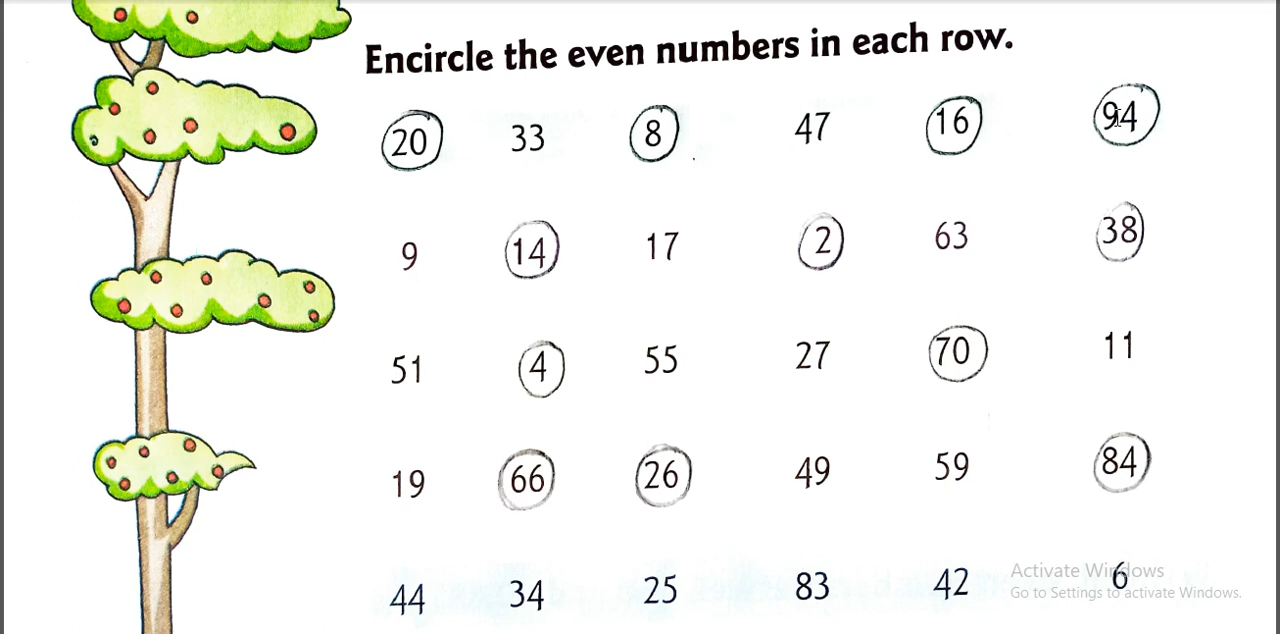 Encircle the even numbers in each row.
20 33 8 47 16 94
9 14 17 2 63 38
51 4 55 27 70 11
19 66 26 49 59 84
44 34 25 83 42 6
Activate Windows
Go to Settings to activate Windows.